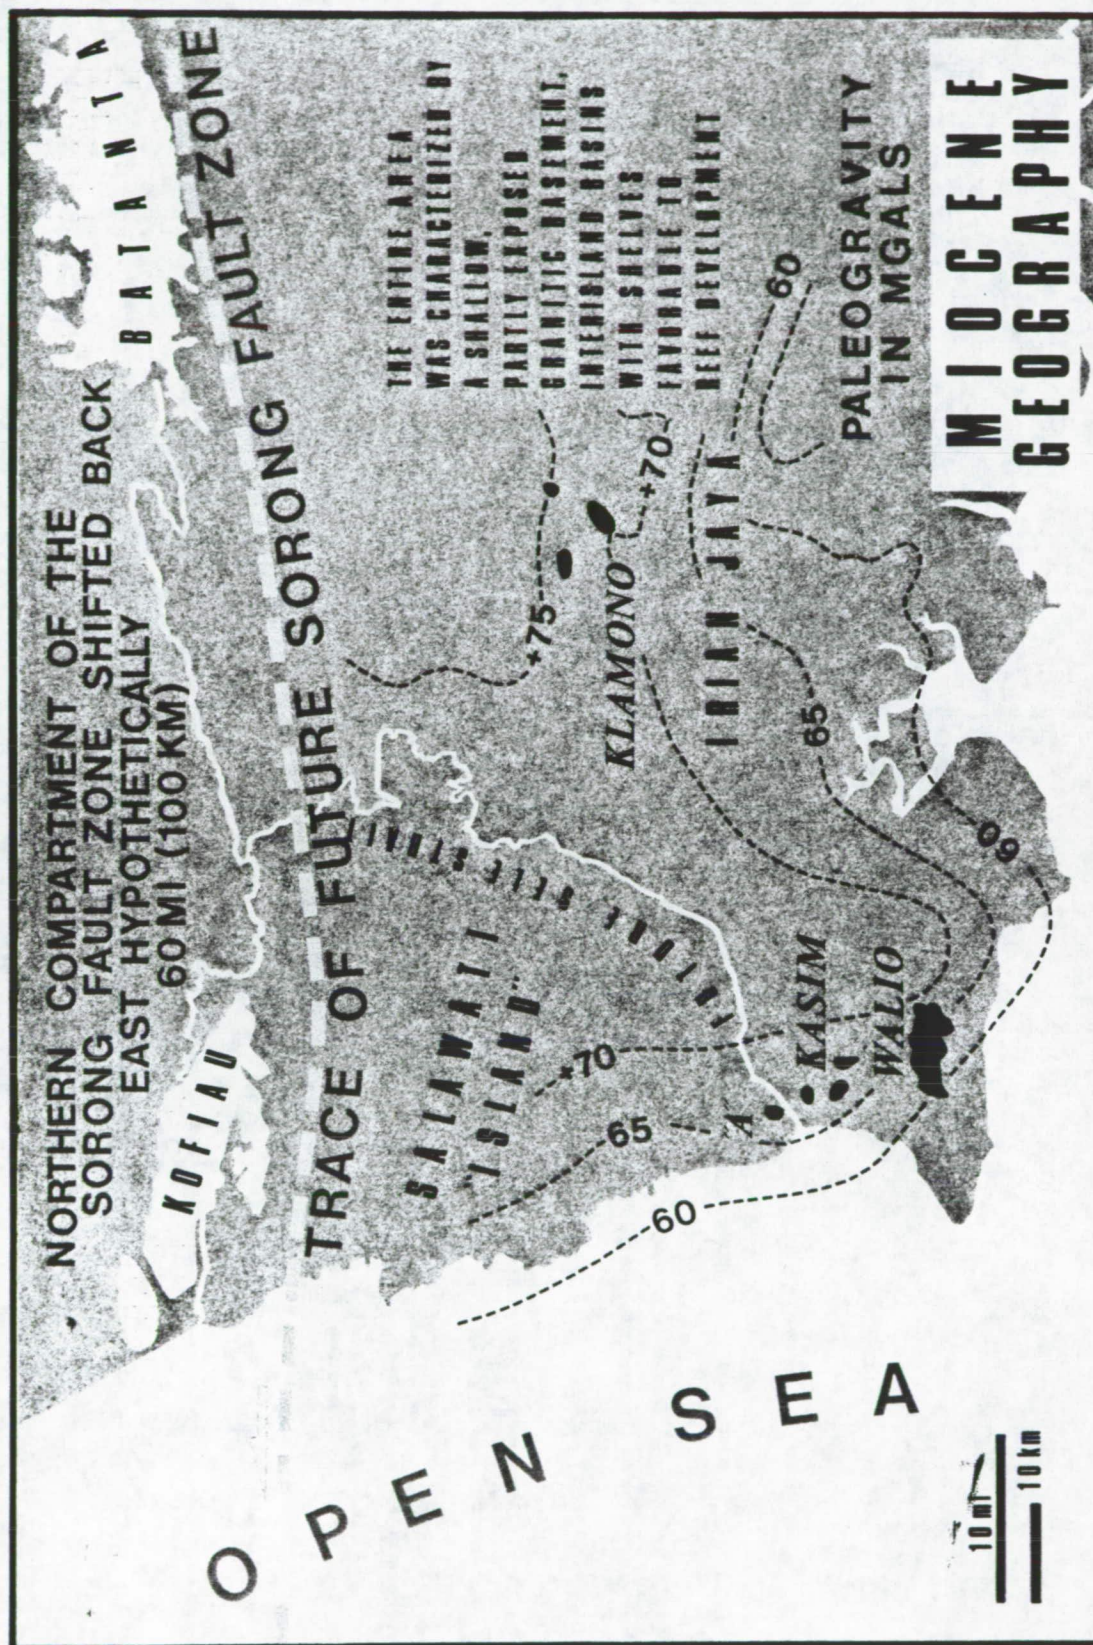 NORTHERN COMPARTMENT OF THE
SORONG FAULT ZONE SHIFTED BACK
EAST HYPOTHETICALLY
60 MI (100 KM)
BATANTA
KOFIAU
TRACE OF FUTURE SORONG FAULT ZONE
THE ENTIRE AREA
WAS CHARACTERIZED BY
A SHALLOW,
PARTLY EXPOSED
GRANITIC BASEMENT,
INTERISLAND BASINS
WITH SHELVES
FAVORABLE TO
REEF DEVELOPMENT
SALAWATI
"ISLAND"
+75
+70
KLAMONO
+70
65
60
IRIAN JAYA
65
60
60
"A"
KASIM
WALIO
PALEOGRAVITY
IN MGALS
OPEN SEA
10 mi
10 km
MIOCENE
GEOGRAPHY